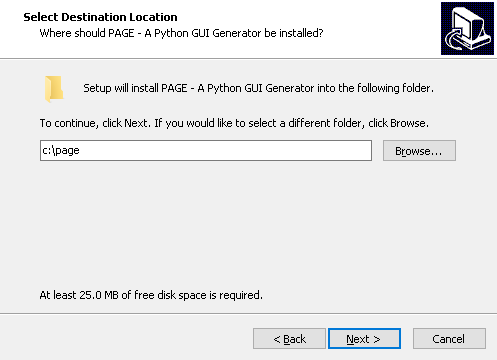 Select Destination Location
Where should PAGE - A Python GUI Generator be installed?
Setup will install PAGE - A Python GUI Generator into the following folder.
To continue, click Next. If you would like to select a different folder, click Browse.
c:\page
Browse...
At least 25.0 MB of free disk space is required.
< Back
Next >
Cancel